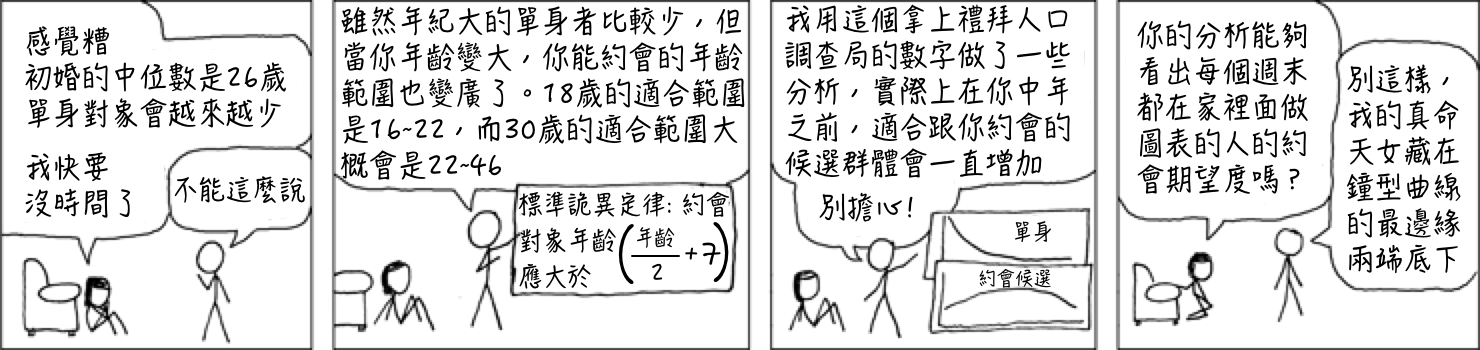 感覺糟
初婚的中位數是26歲
單身對象會越來越少
我快要
沒時間了
不能這麼說
雖然年紀大的單身者比較少，但
當你年齡變大，你能約會的年齡
範圍也變廣了。18歲的適合範圍
是16~22，而30歲的適合範圍大
概會是22~46
標準詭異定律: 約會
對象年齡
應大於
(年齡/2+7)
我用這個拿上禮拜人口
調查局的數字做了一些
分析，實際上在你中年
之前，適合跟你約會的
候選群體會一直增加
別擔心!
單身
約會候選
你的分析能夠
看出每個週末
都在家裡面做
圖表的人的約
會期望度嗎？
別這樣，
我的真命
天女藏在
鐘型曲線
的最邊緣
兩端底下